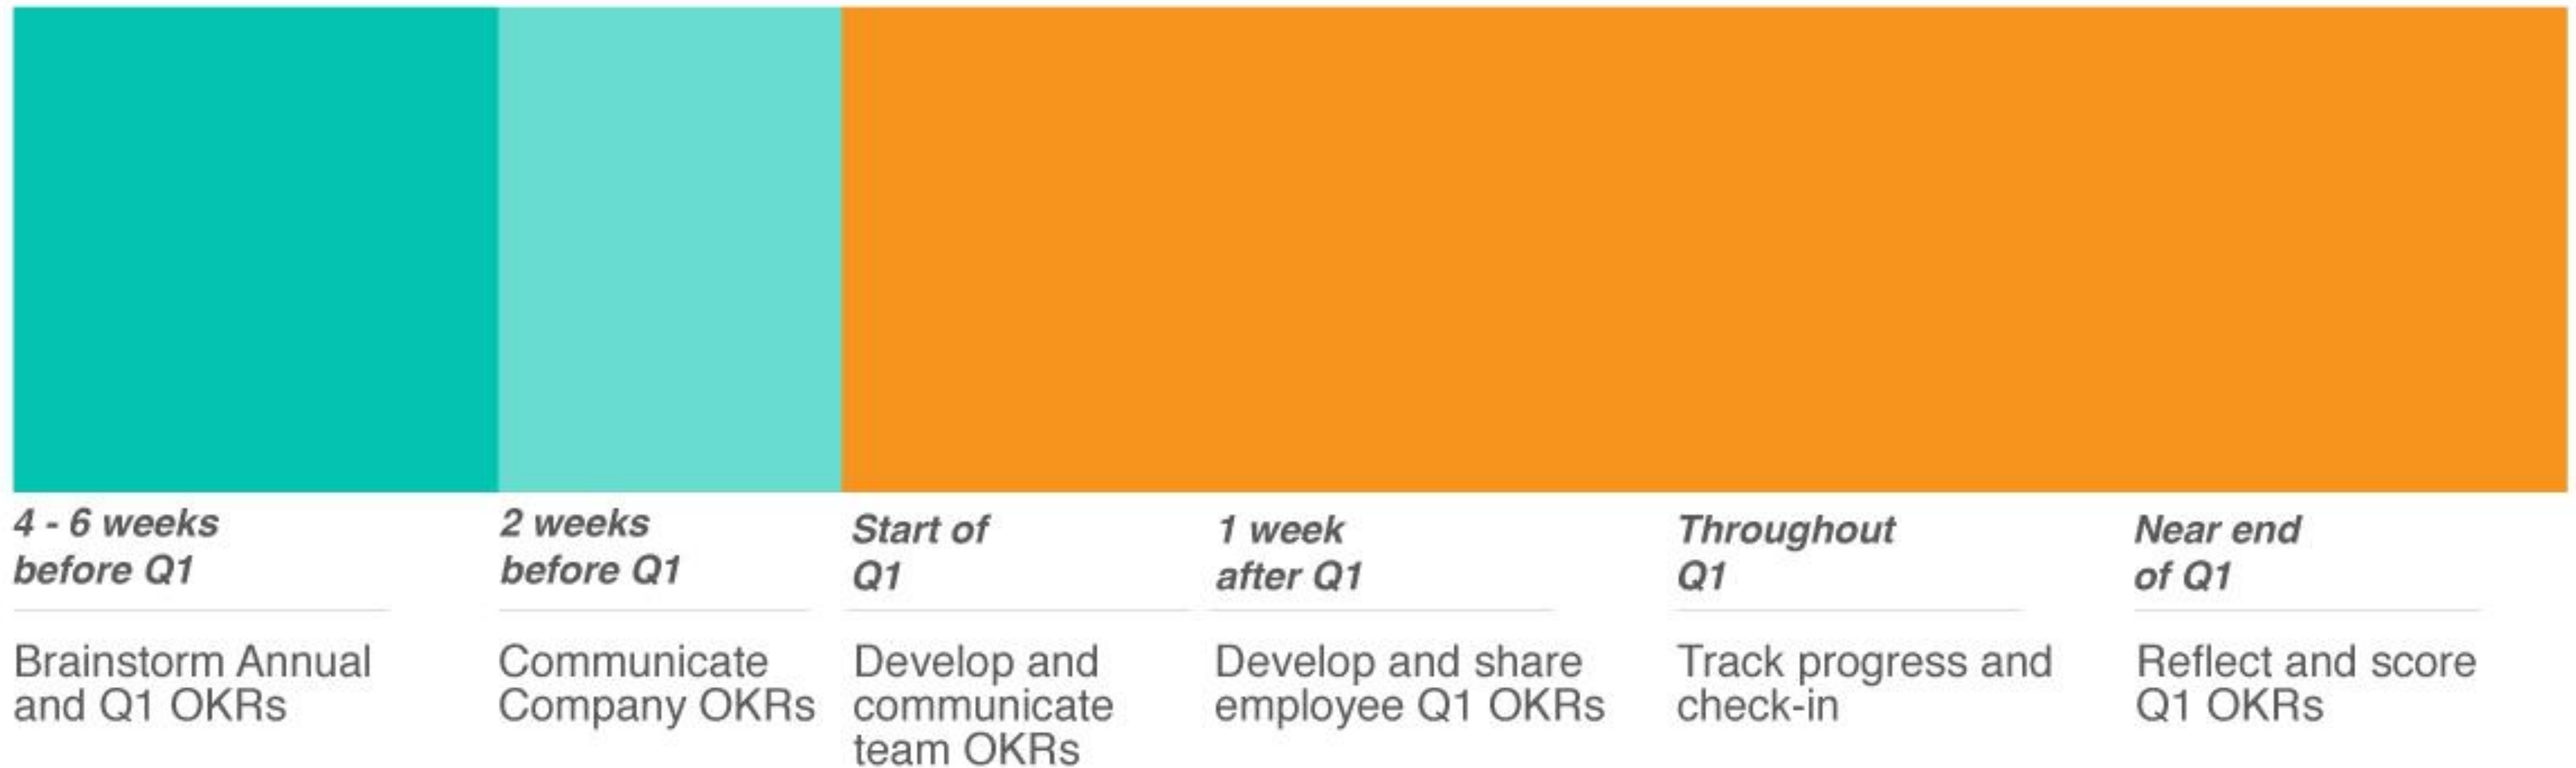 4 - 6 weeks
before Q1
Brainstorm Annual
and Q1 OKRs
2 weeks
before Q1
Communicate
Company OKRs
Start of
Q1
Develop and
communicate
team OKRs
1 week
after Q1
Develop and share
employee Q1 OKRs
Throughout
Q1
Track progress and
check-in
Near end
of Q1
Reflect and score
Q1 OKRs